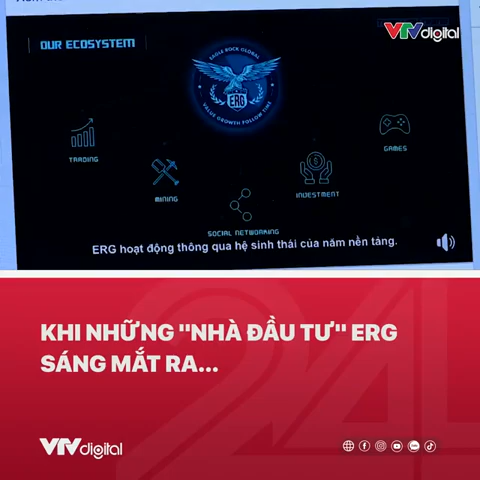 VTVdigital
OUR ECOSYSTEM
EAGLE ROCK GLOBAL
ERG
VALUE GROWTH FOLLOW TIME
GAMES
TRADING
MINING
INVESTMENT
SOCIAL NETWORKING
ERG hoạt động thông qua hệ sinh thái của năm nền tảng.
KHI NHỮNG "NHÀ ĐẦU TƯ" ERG
SÁNG MẮT RA...
24
VTVdigital